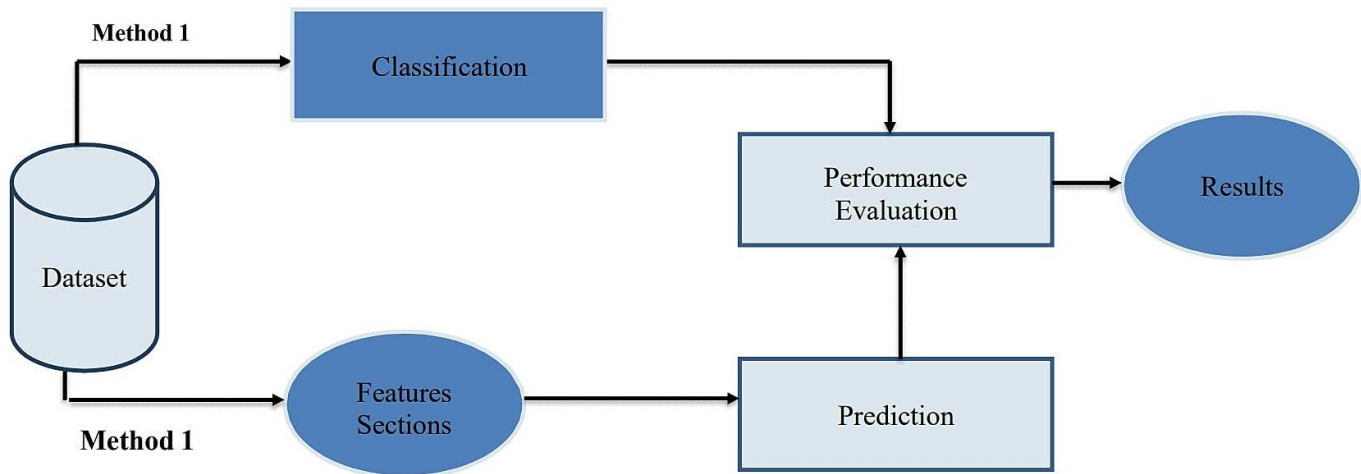 Method 1
Classification
Performance
Evaluation
Results
Dataset
Features
Sections
Prediction
Method 1